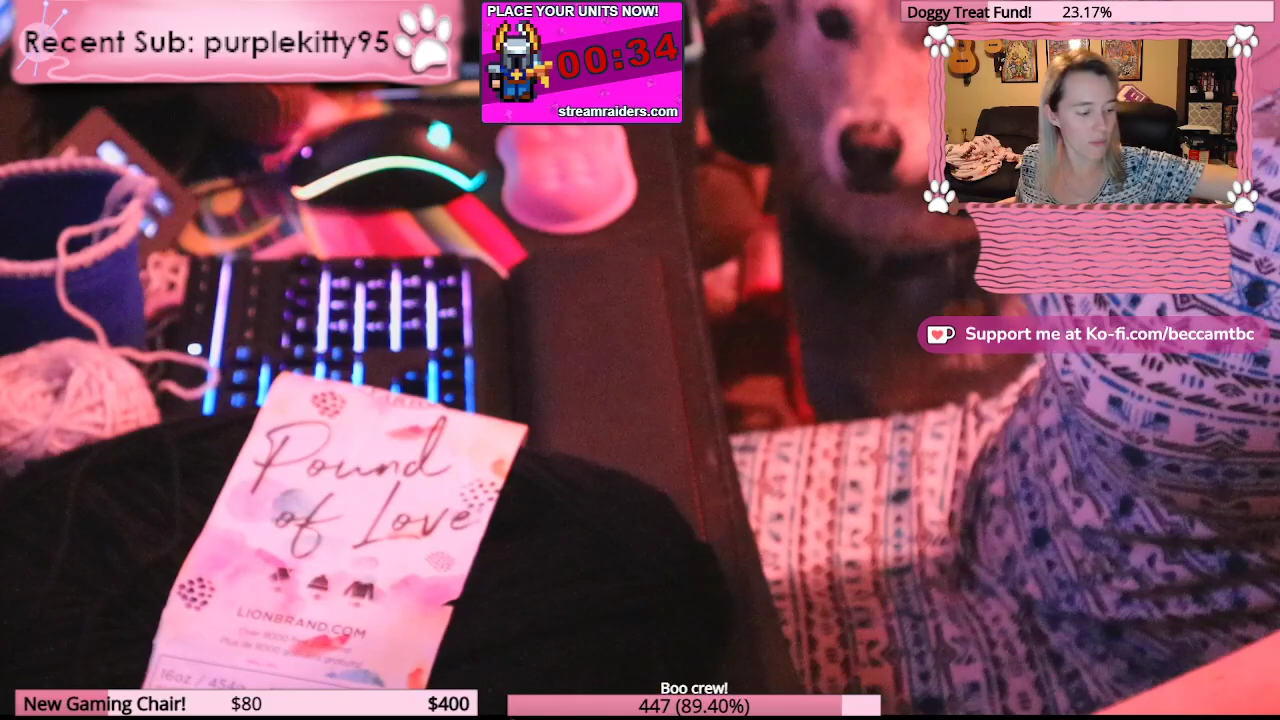 Recent Sub: purplekitty95
PLACE YOUR UNITS NOW!
00:34
streamraiders.com
Doggy Treat Fund! 23.17%
Support me at Ko-fi.com/beccamtbc
Pound
of Love
LIONBRAND.COM
16oz / 454
New Gaming Chair! $80 $400
Boo crew!
447 (89.40%)